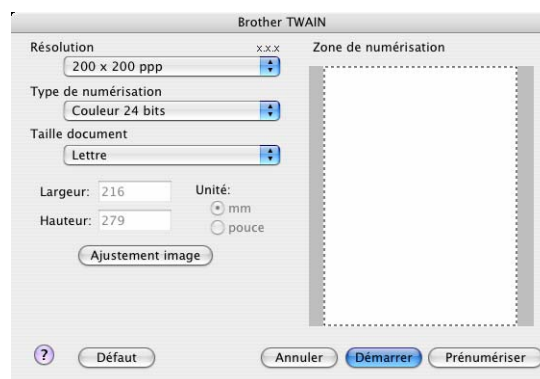 Brother TWAIN
Résolution
x.x.x
200 x 200 ppp
Type de numérisation
Couleur 24 bits
Taille document
Lettre
Largeur: 216
Hauteur: 279
Unité:
mm
pouce
Ajustement image
Zone de numérisation
?
Défaut
Annuler
Démarrer
Prénumériser